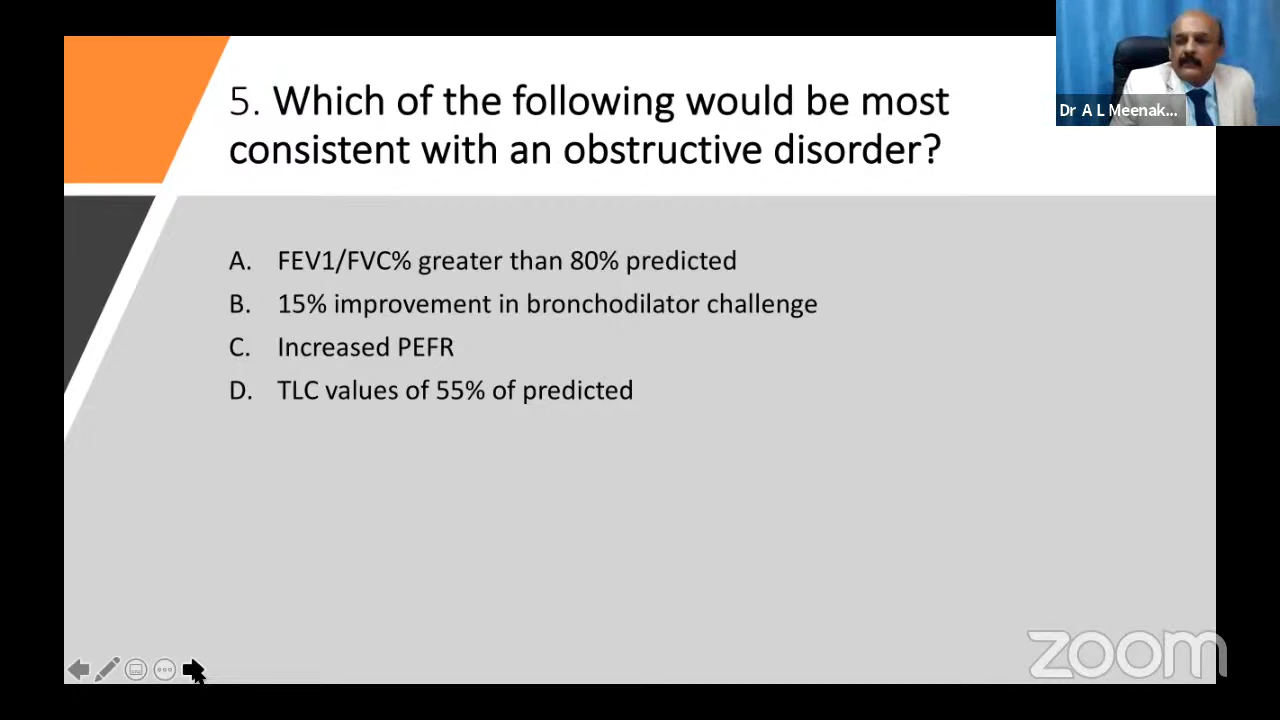 5. Which of the following would be most
consistent with an obstructive disorder?
Dr A L Meenak...
A. FEV1/FVC% greater than 80% predicted
B. 15% improvement in bronchodilator challenge
C. Increased PEFR
D. TLC values of 55% of predicted
zoom